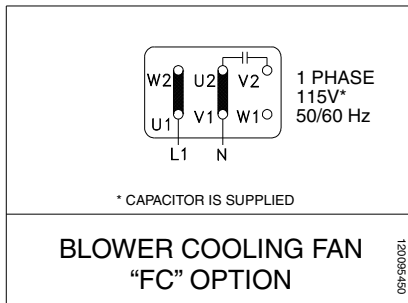 W2 U2 V2
U1 V1 W1
L1 N
1 PHASE
115V*
50/60 Hz
* CAPACITOR IS SUPPLIED
BLOWER COOLING FAN
“FC” OPTION
120095450